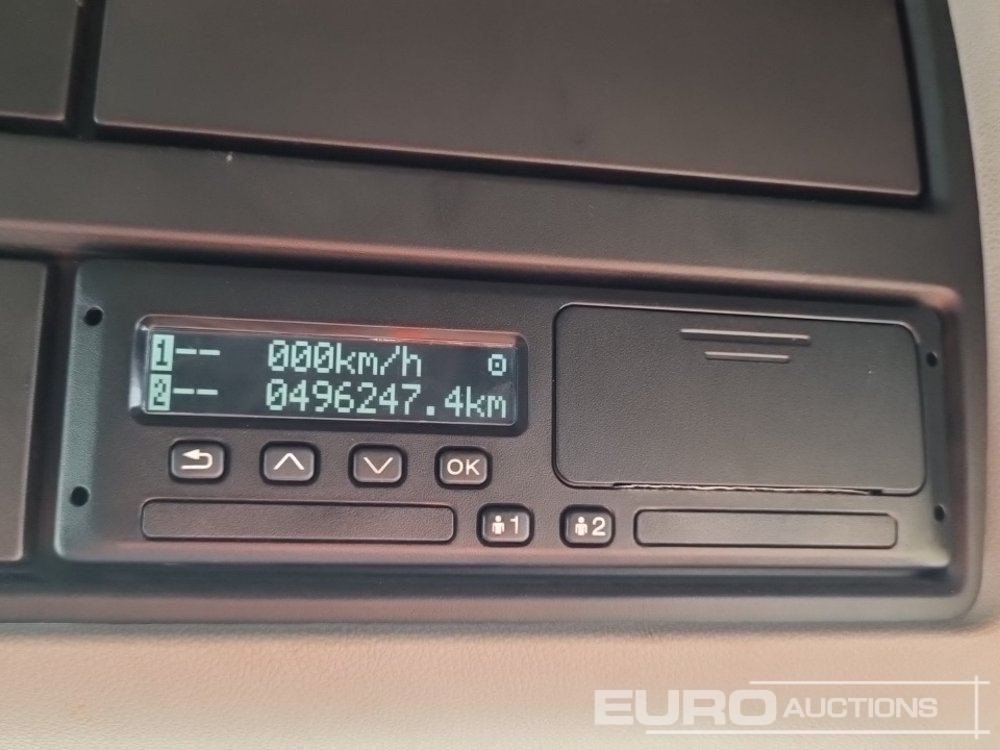 1-- 000km/h
2-- 0496247.4km
OK
1
2
EURO AUCTIONS